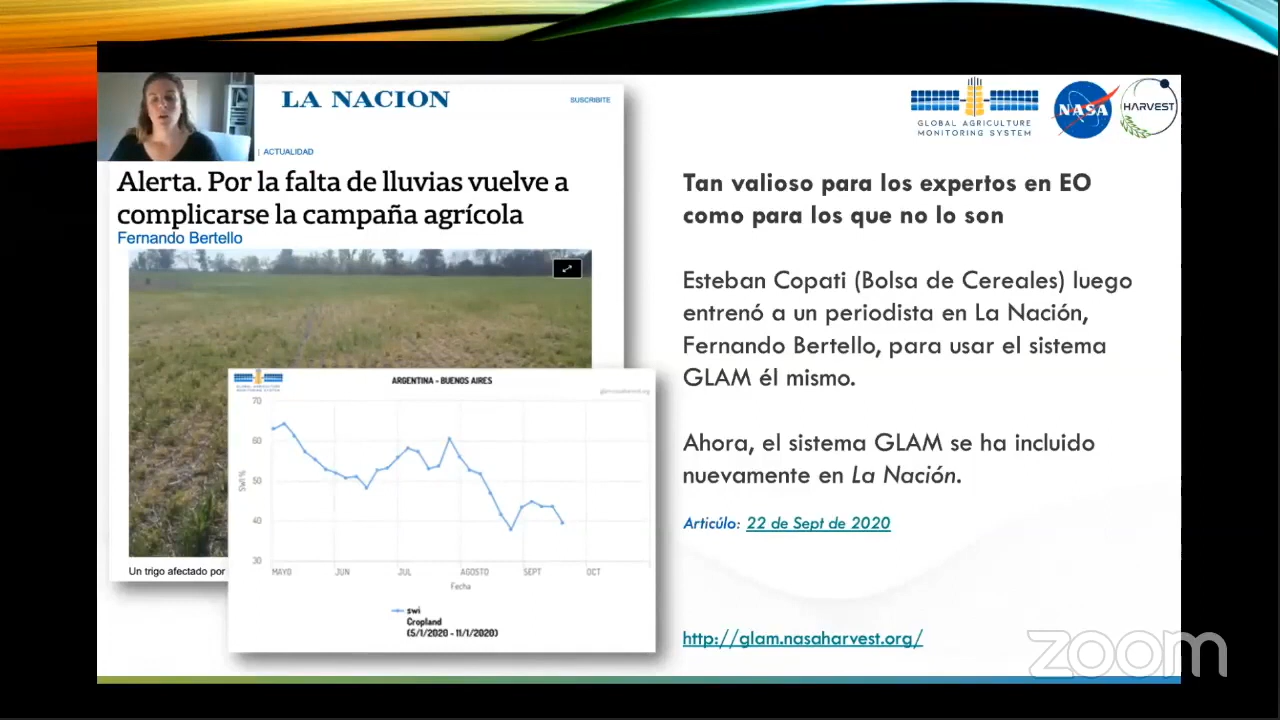 LA NACION
SUSCRIBITE
| ACTUALIDAD
Alerta. Por la falta de lluvias vuelve a
complicarse la campaña agrícola
Fernando Bertello
Un trigo afectado por
ARGENTINA - BUENOS AIRES
glam.nasaharvest.org
70
60
50
40
30
SWI %
MAYO
JUN
JUL
AGOSTO
SEPT
OCT
Fecha
swi
Cropland
(5/1/2020 - 11/1/2020)
GLOBAL AGRICULTURE
MONITORING SYSTEM
NASA
HARVEST
Tan valioso para los expertos en EO
como para los que no lo son
Esteban Copati (Bolsa de Cereales) luego
entrenó a un periodista en La Nación,
Fernando Bertello, para usar el sistema
GLAM él mismo.
Ahora, el sistema GLAM se ha incluido
nuevamente en La Nación.
Articúlo: 22 de Sept de 2020
http://glam.nasaharvest.org/
zoom